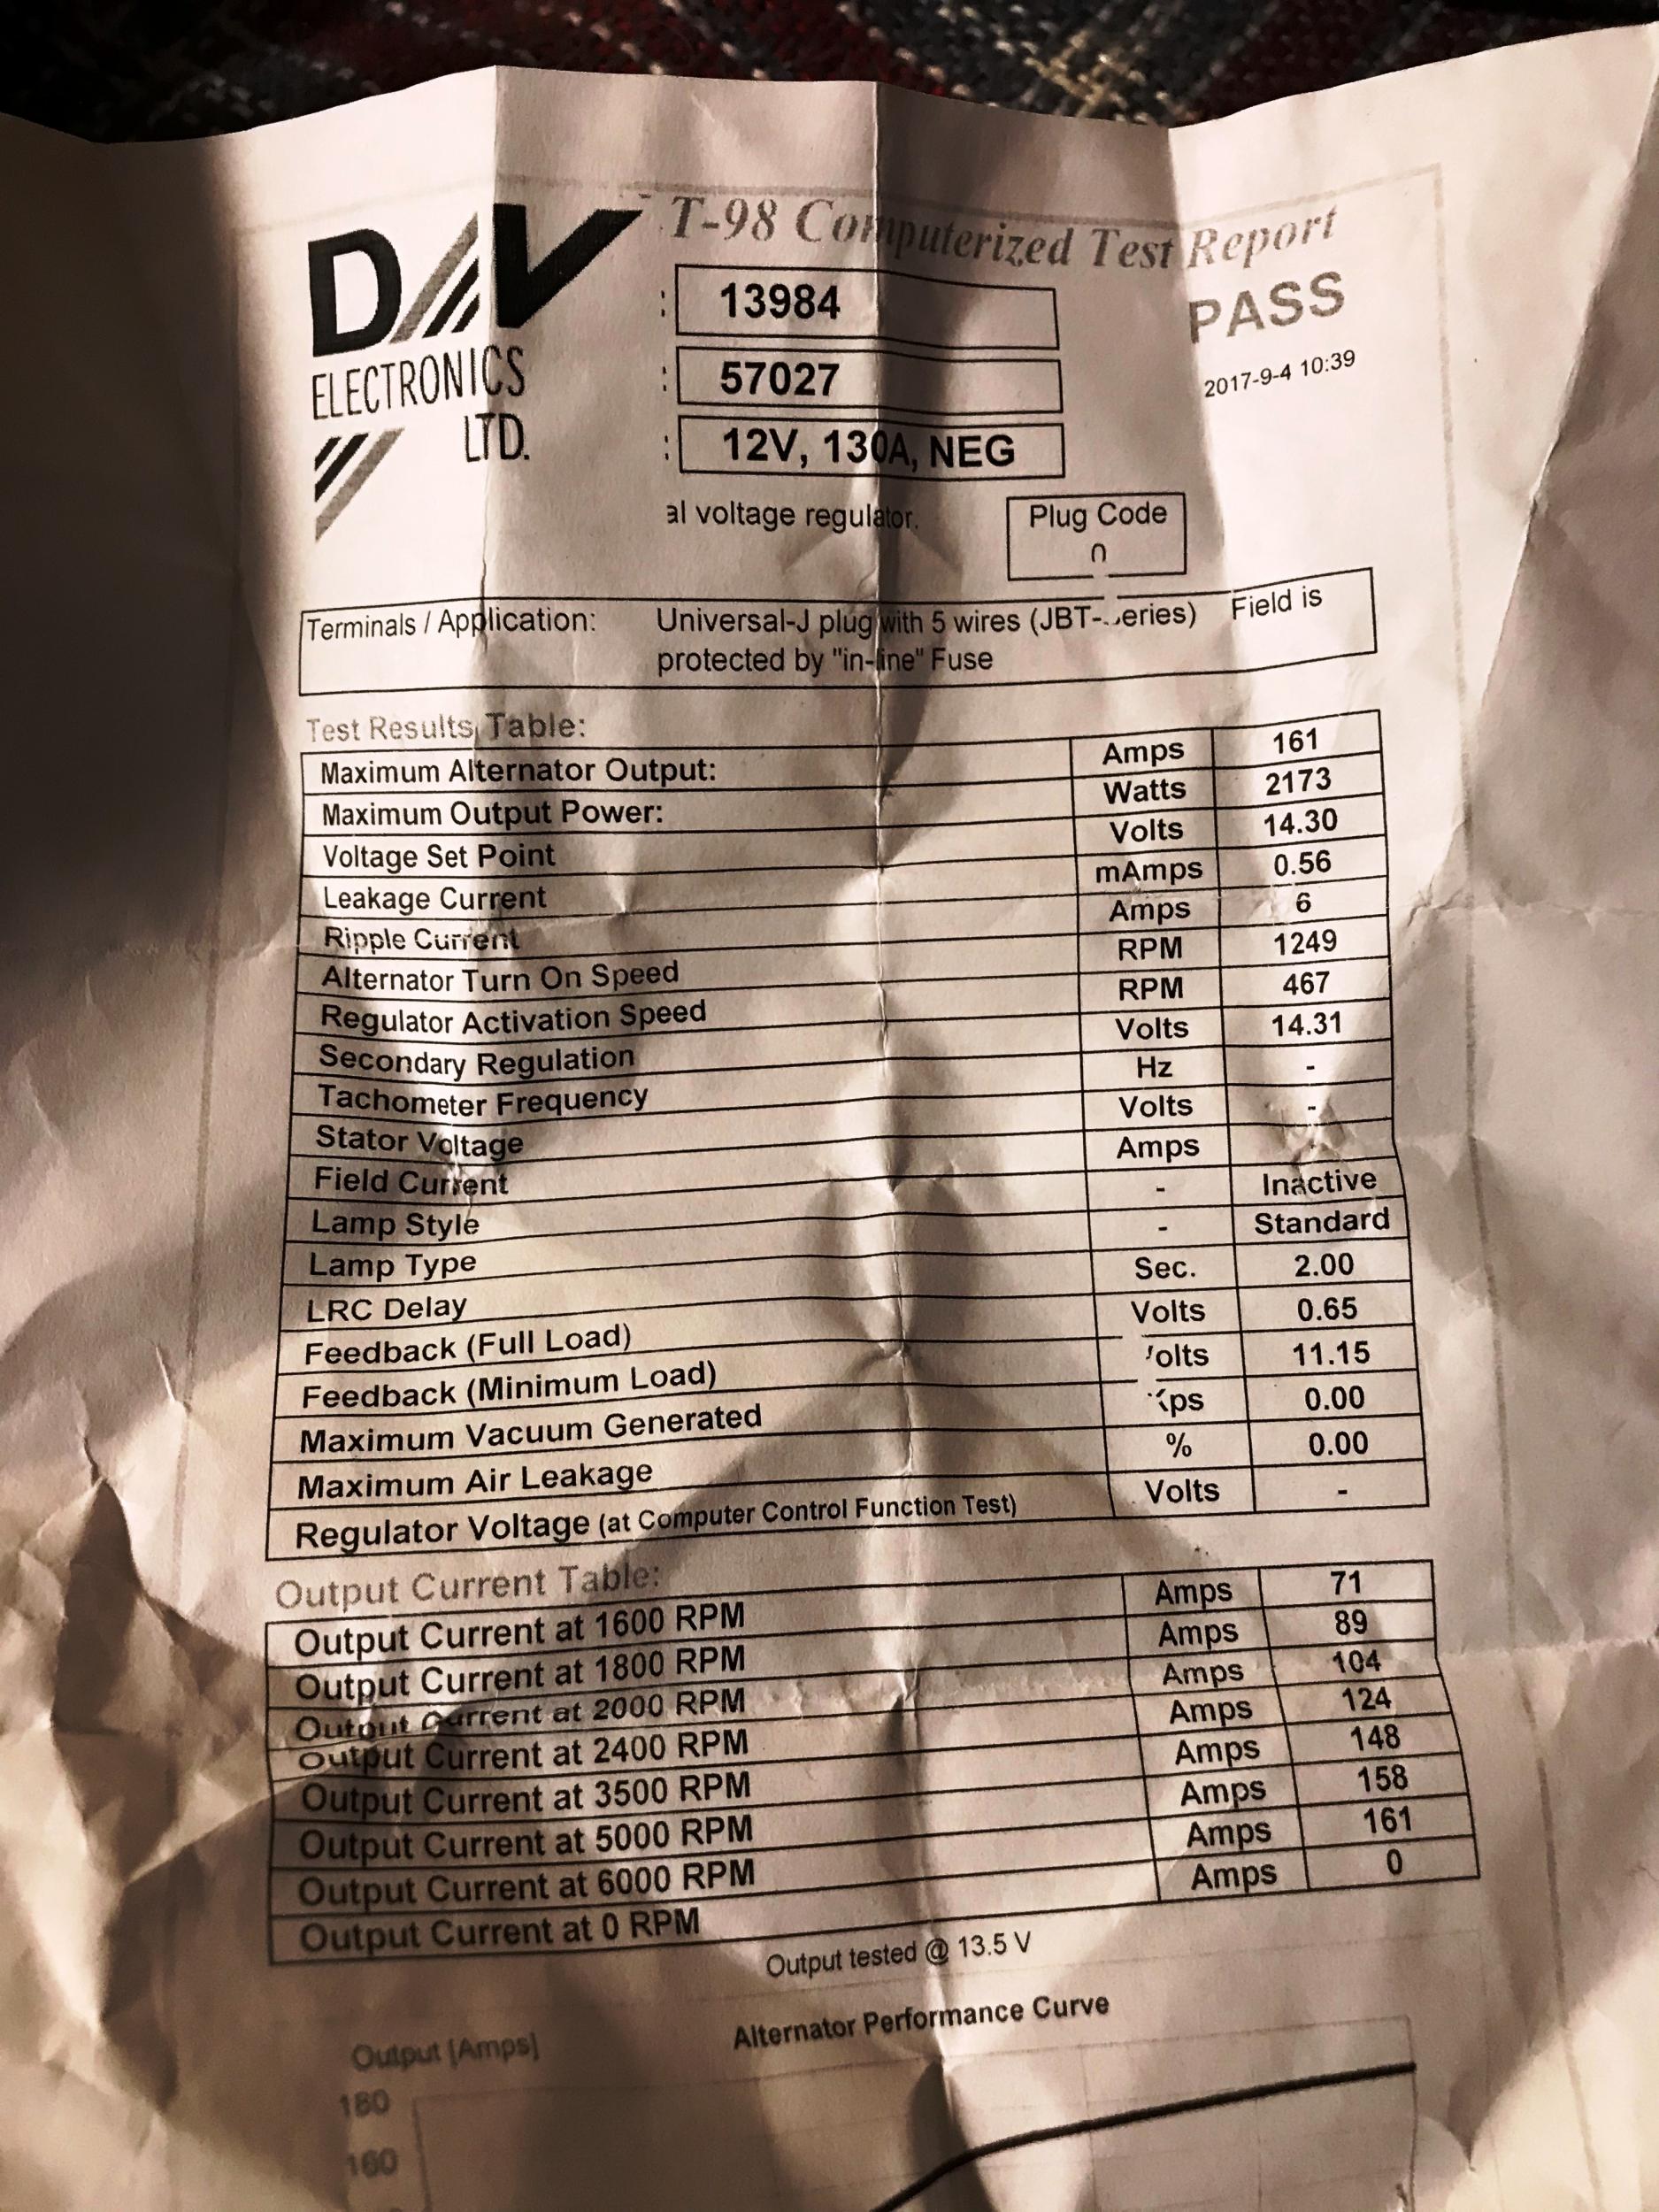 DAV
ELECTRONICS
LTD.
T-98 Computerized Test Report
PASS
2017-9-4 10:39
: 13984
: 57027
: 12V, 130A, NEG
al voltage regulator.
Plug Code
Terminals / Application: Universal-J plug with 5 wires (JBT- eries) Field is
protected by "in-line" Fuse
Test Results Table:
Maximum Alternator Output: Amps 161
Maximum Output Power: Watts 2173
Voltage Set Point Volts 14.30
Leakage Current mAmps 0.56
Ripple Current Amps 6
Alternator Turn On Speed RPM 1249
Regulator Activation Speed RPM 467
Secondary Regulation Volts 14.31
Tachometer Frequency Hz -
Stator Voltage Volts -
Field Current Amps
Lamp Style - Inactive
Lamp Type - Standard
LRC Delay Sec. 2.00
Feedback (Full Load) Volts 0.65
Feedback (Minimum Load) olts 11.15
Maximum Vacuum Generated ps 0.00
Maximum Air Leakage % 0.00
Regulator Voltage (at Computer Control Function Test) Volts -
Output Current Table:
Output Current at 1600 RPM Amps 71
Output Current at 1800 RPM Amps 89
Output Current at 2000 RPM Amps 104
Output Current at 2400 RPM Amps 124
Output Current at 3500 RPM Amps 148
Output Current at 5000 RPM Amps 158
Output Current at 6000 RPM Amps 161
Output Current at 0 RPM Amps 0
Output tested @ 13.5 V
Alternator Performance Curve
Output [Amps]
180
160